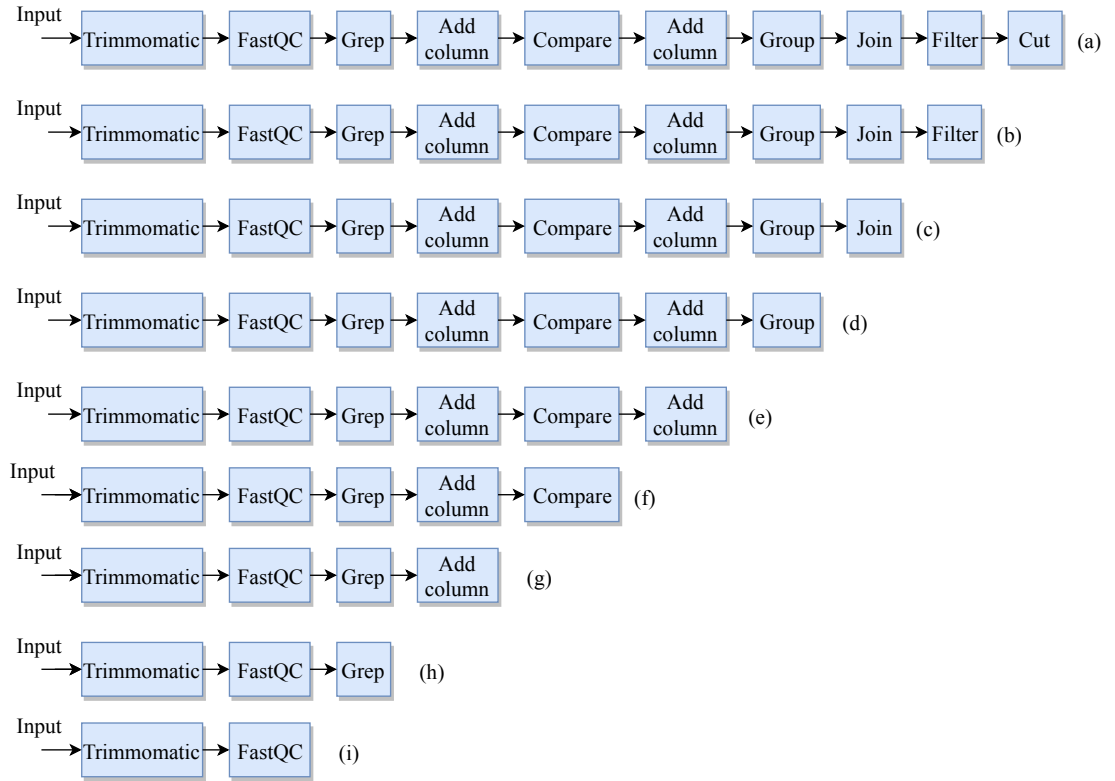 Input
Trimmomatic FastQC Grep Add column Compare Add column Group Join Filter Cut (a)
Input
Trimmomatic FastQC Grep Add column Compare Add column Group Join Filter (b)
Input
Trimmomatic FastQC Grep Add column Compare Add column Group Join (c)
Input
Trimmomatic FastQC Grep Add column Compare Add column Group (d)
Input
Trimmomatic FastQC Grep Add column Compare Add column (e)
Input
Trimmomatic FastQC Grep Add column Compare (f)
Input
Trimmomatic FastQC Grep Add column (g)
Input
Trimmomatic FastQC Grep (h)
Input
Trimmomatic FastQC (i)